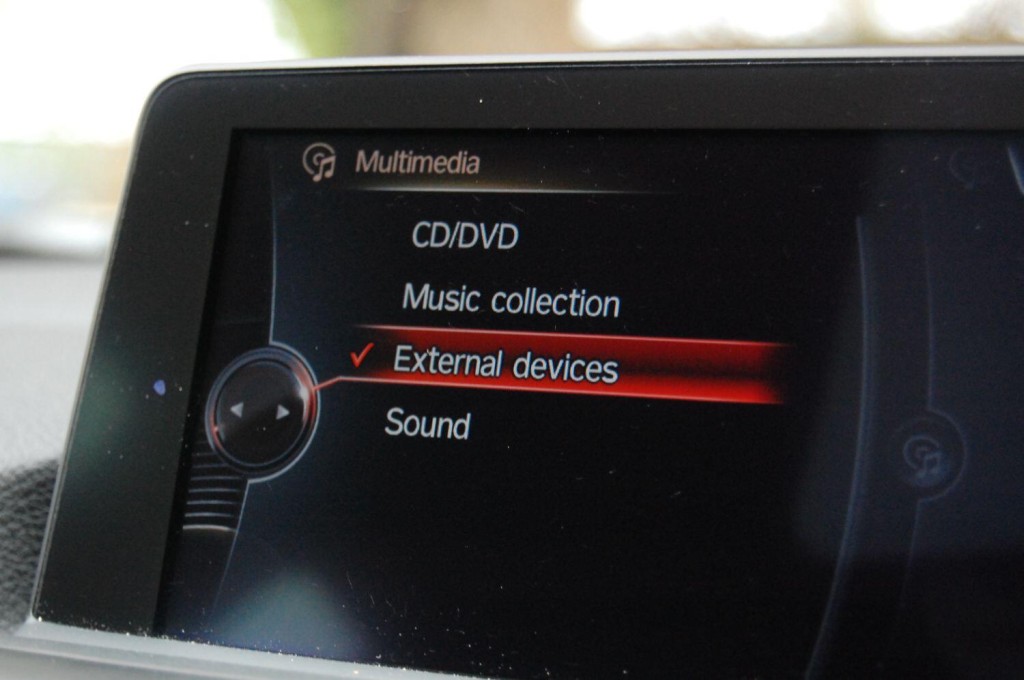 Multimedia
CD/DVD
Music collection
External devices
Sound